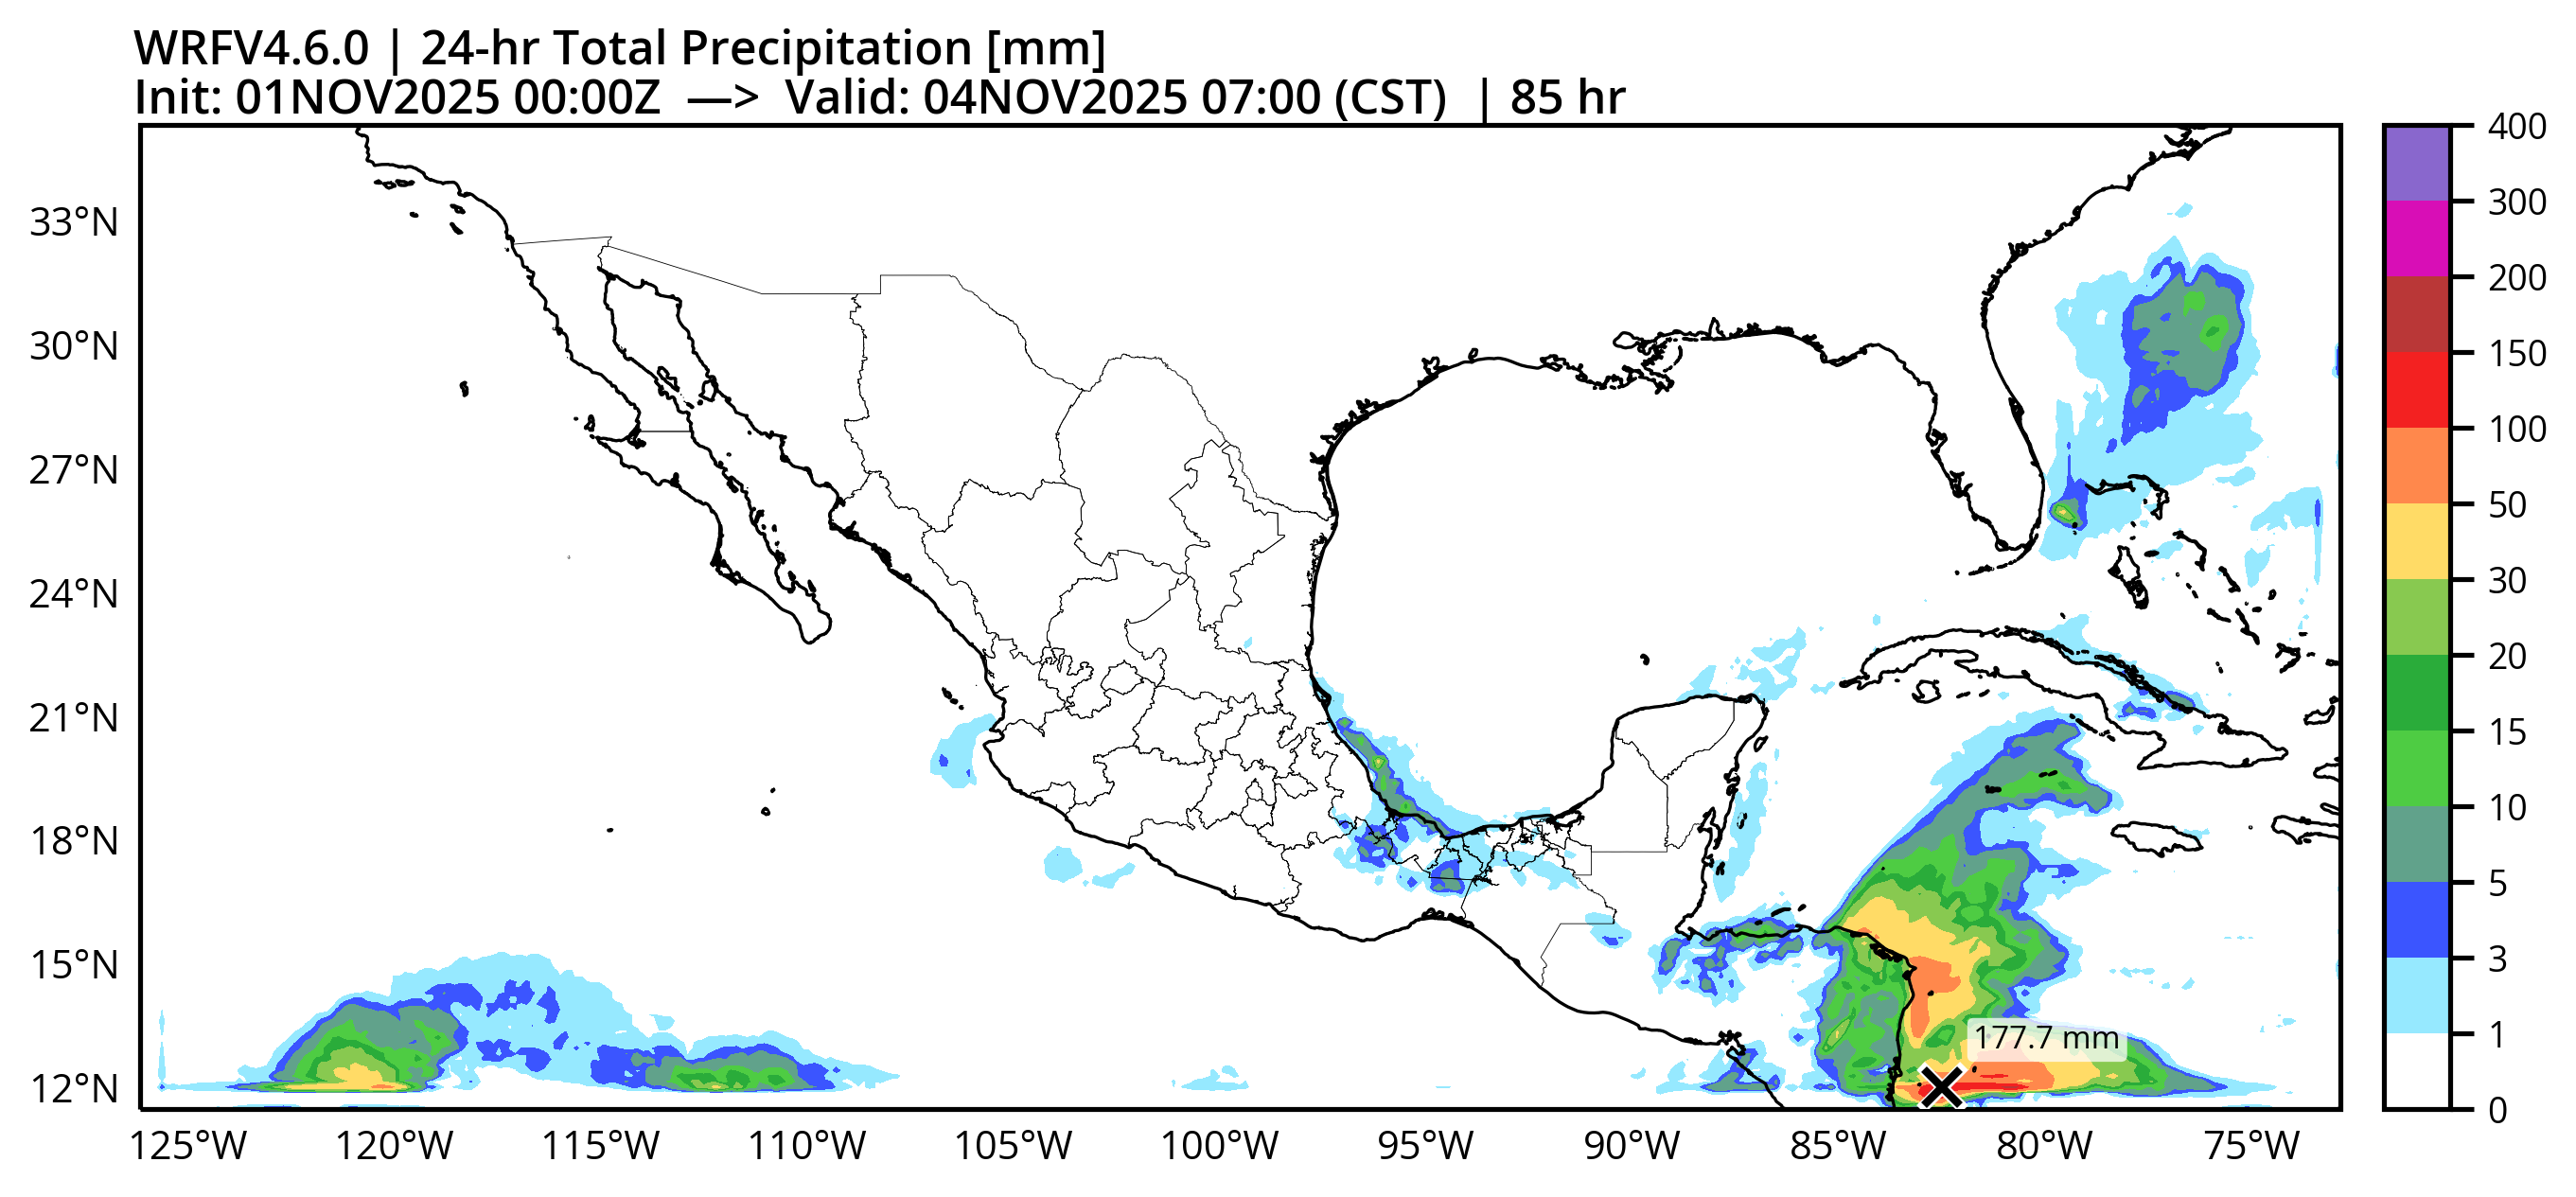 WRFV4.6.0 | 24-hr Total Precipitation [mm]
Init: 01NOV2025 00:00Z —> Valid: 04NOV2025 07:00 (CST) | 85 hr
33°N
30°N
27°N
24°N
21°N
18°N
15°N
12°N
125°W 120°W 115°W 110°W 105°W 100°W 95°W 90°W 85°W 80°W 75°W
177.7 mm
400
300
200
150
100
50
30
20
15
10
5
3
1
0